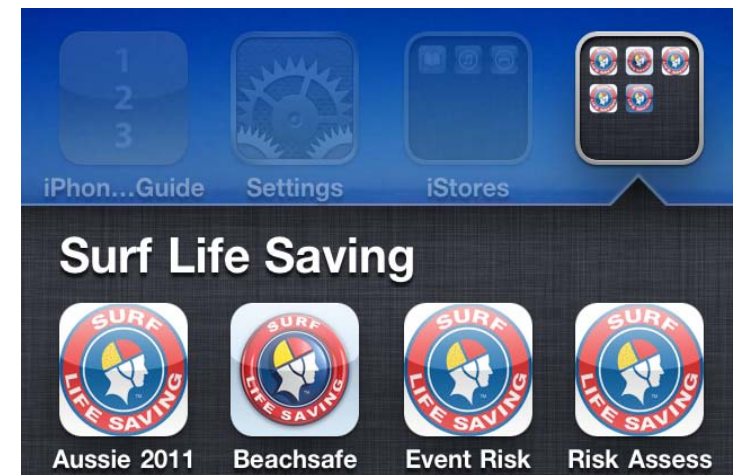 1
2
3
iPhon...Guide Settings iStores
Surf Life Saving
SURF SURF SURF SURF
LIFE SAVING LIFE SAVING LIFE SAVING LIFE SAVING
Aussie 2011 Beachsafe Event Risk Risk Assess